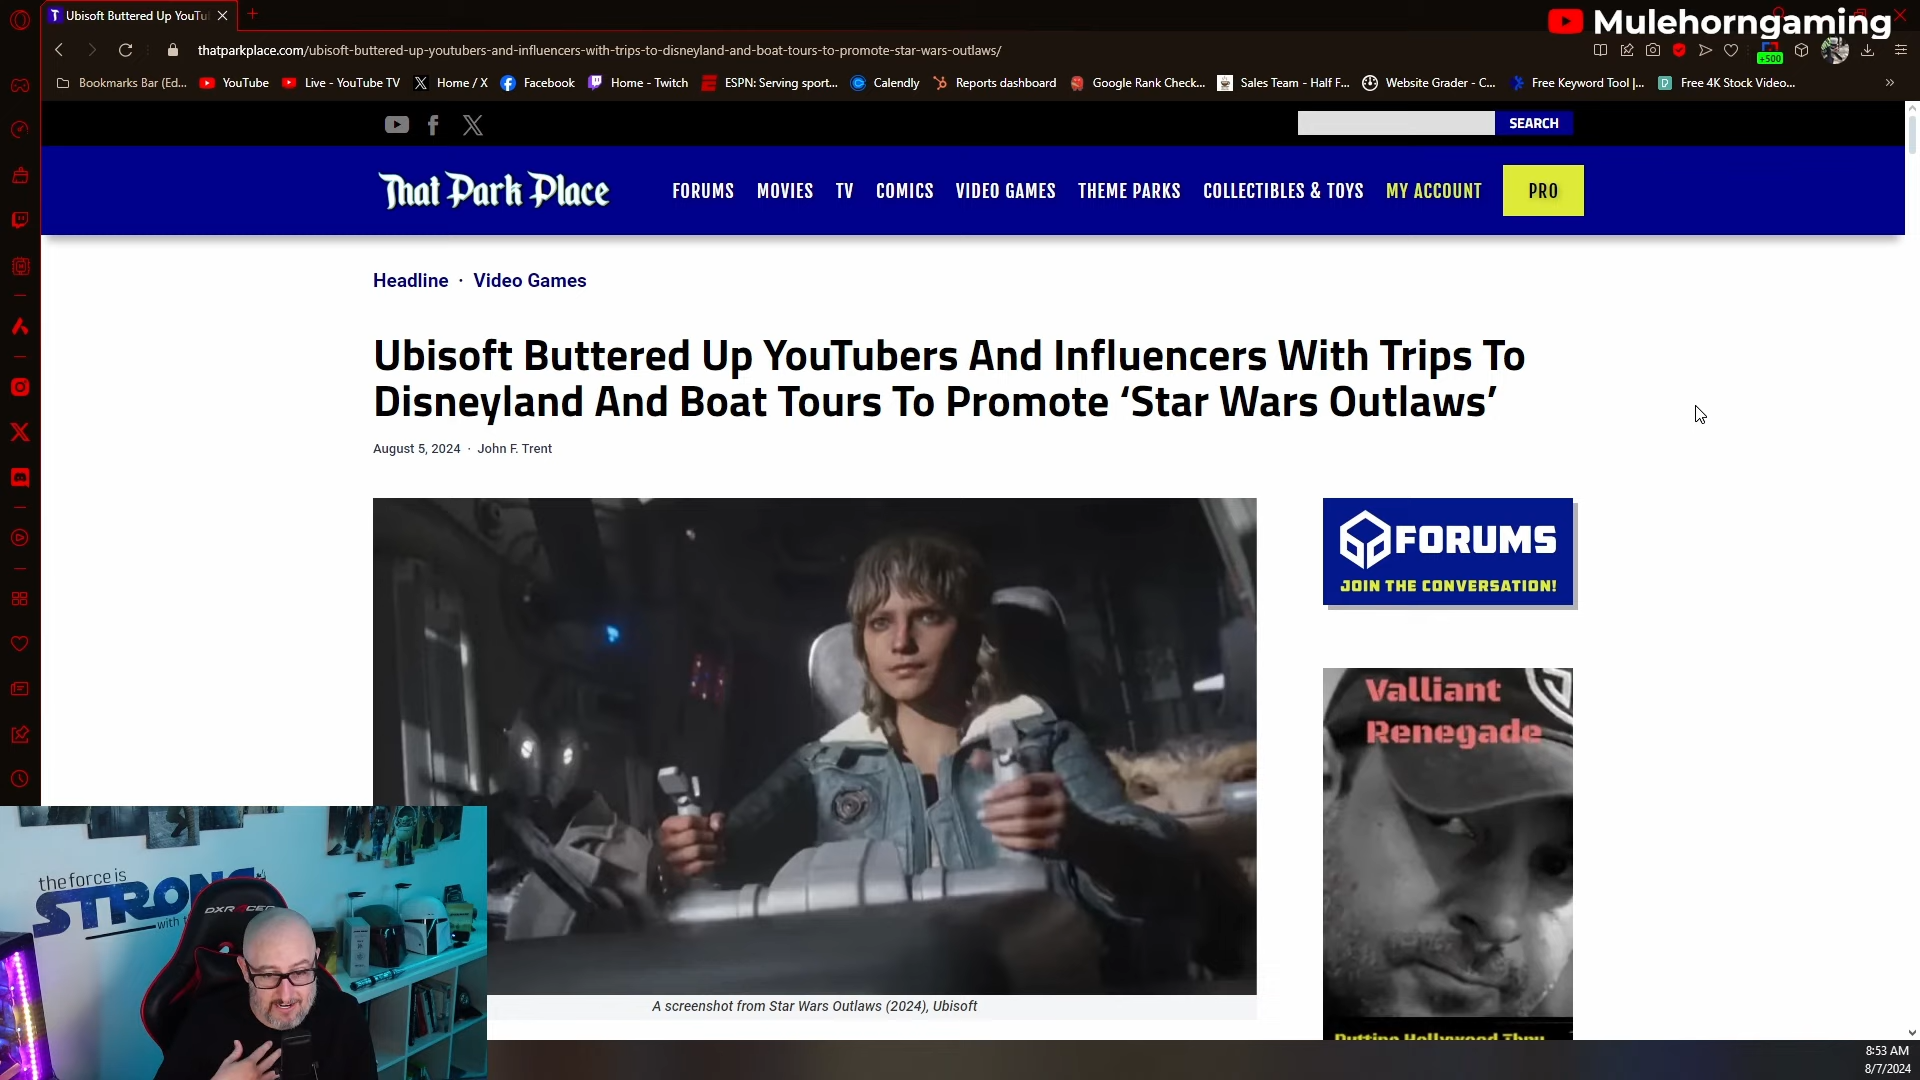 Ubisoft Buttered Up YouTu
Mulehorngaming
thatparkplace.com/ubisoft-buttered-up-youtubers-and-influencers-with-trips-to-disneyland-and-boat-tours-to-promote-star-wars-outlaws/
+500
Bookmarks Bar (Ed... YouTube Live - YouTube TV Home / X Facebook Home - Twitch ESPN: Serving sport... Calendly Reports dashboard Google Rank Check... Sales Team - Half F... Website Grader - C... Free Keyword Tool |... Free 4K Stock Video... »
SEARCH
That Park Place FORUMS MOVIES TV COMICS VIDEO GAMES THEME PARKS COLLECTIBLES & TOYS MY ACCOUNT PRO
Headline · Video Games
Ubisoft Buttered Up YouTubers And Influencers With Trips To
Disneyland And Boat Tours To Promote ‘Star Wars Outlaws’
August 5, 2024 · John F. Trent
FORUMS
JOIN THE CONVERSATION!
Valliant
Renegade
the force is
STRONG
with
DXRACER
A screenshot from Star Wars Outlaws (2024), Ubisoft
Putting Hollywood Thru
8:53 AM
8/7/2024